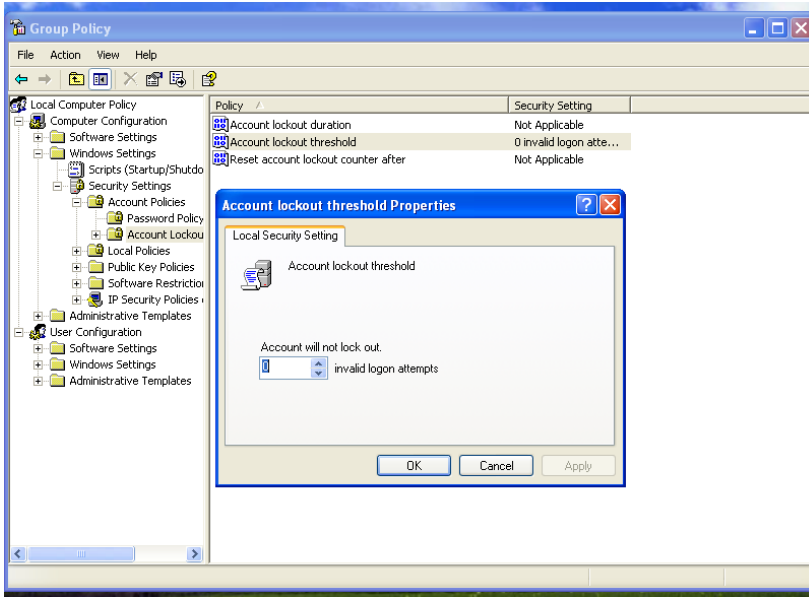 Group Policy
File Action View Help
Local Computer Policy
Computer Configuration
Software Settings
Windows Settings
Scripts (Startup/Shutdo
Security Settings
Account Policies
Password Policy
Account Lockou
Local Policies
Public Key Policies
Software Restriction
IP Security Policies
Administrative Templates
User Configuration
Software Settings
Windows Settings
Administrative Templates
Policy Security Setting
Account lockout duration Not Applicable
Account lockout threshold 0 invalid logon atte...
Reset account lockout counter after Not Applicable
Account lockout threshold Properties
Local Security Setting
Account lockout threshold
Account will not lock out.
0 invalid logon attempts
OK Cancel Apply